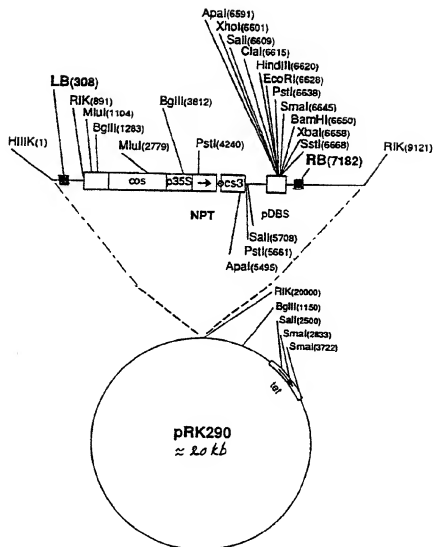 ApaI(6591)
XhoI(6601)
SalI(6609)
ClaI(6615)
HindIII(6620)
EcoRI(6628)
PstI(6638)
SmaI(6645)
BamHI(6650)
XbaI(6658)
SstI(6668)
LB(308)
RIK(891)
MluI(1104)
BglII(1283)
MluI(2779)
BglII(3812)
PstI(4240)
HIIIK(1)
RB(7182)
RIK(9121)
cos
p35S
→
ocs3
NPT
pDBS
SalI(5708)
PstI(5661)
ApaI(5495)
RIK(20000)
BglII(1150)
SalI(2500)
SmaI(2833)
SmaI(3722)
tet
pRK290
≈ 20 kb